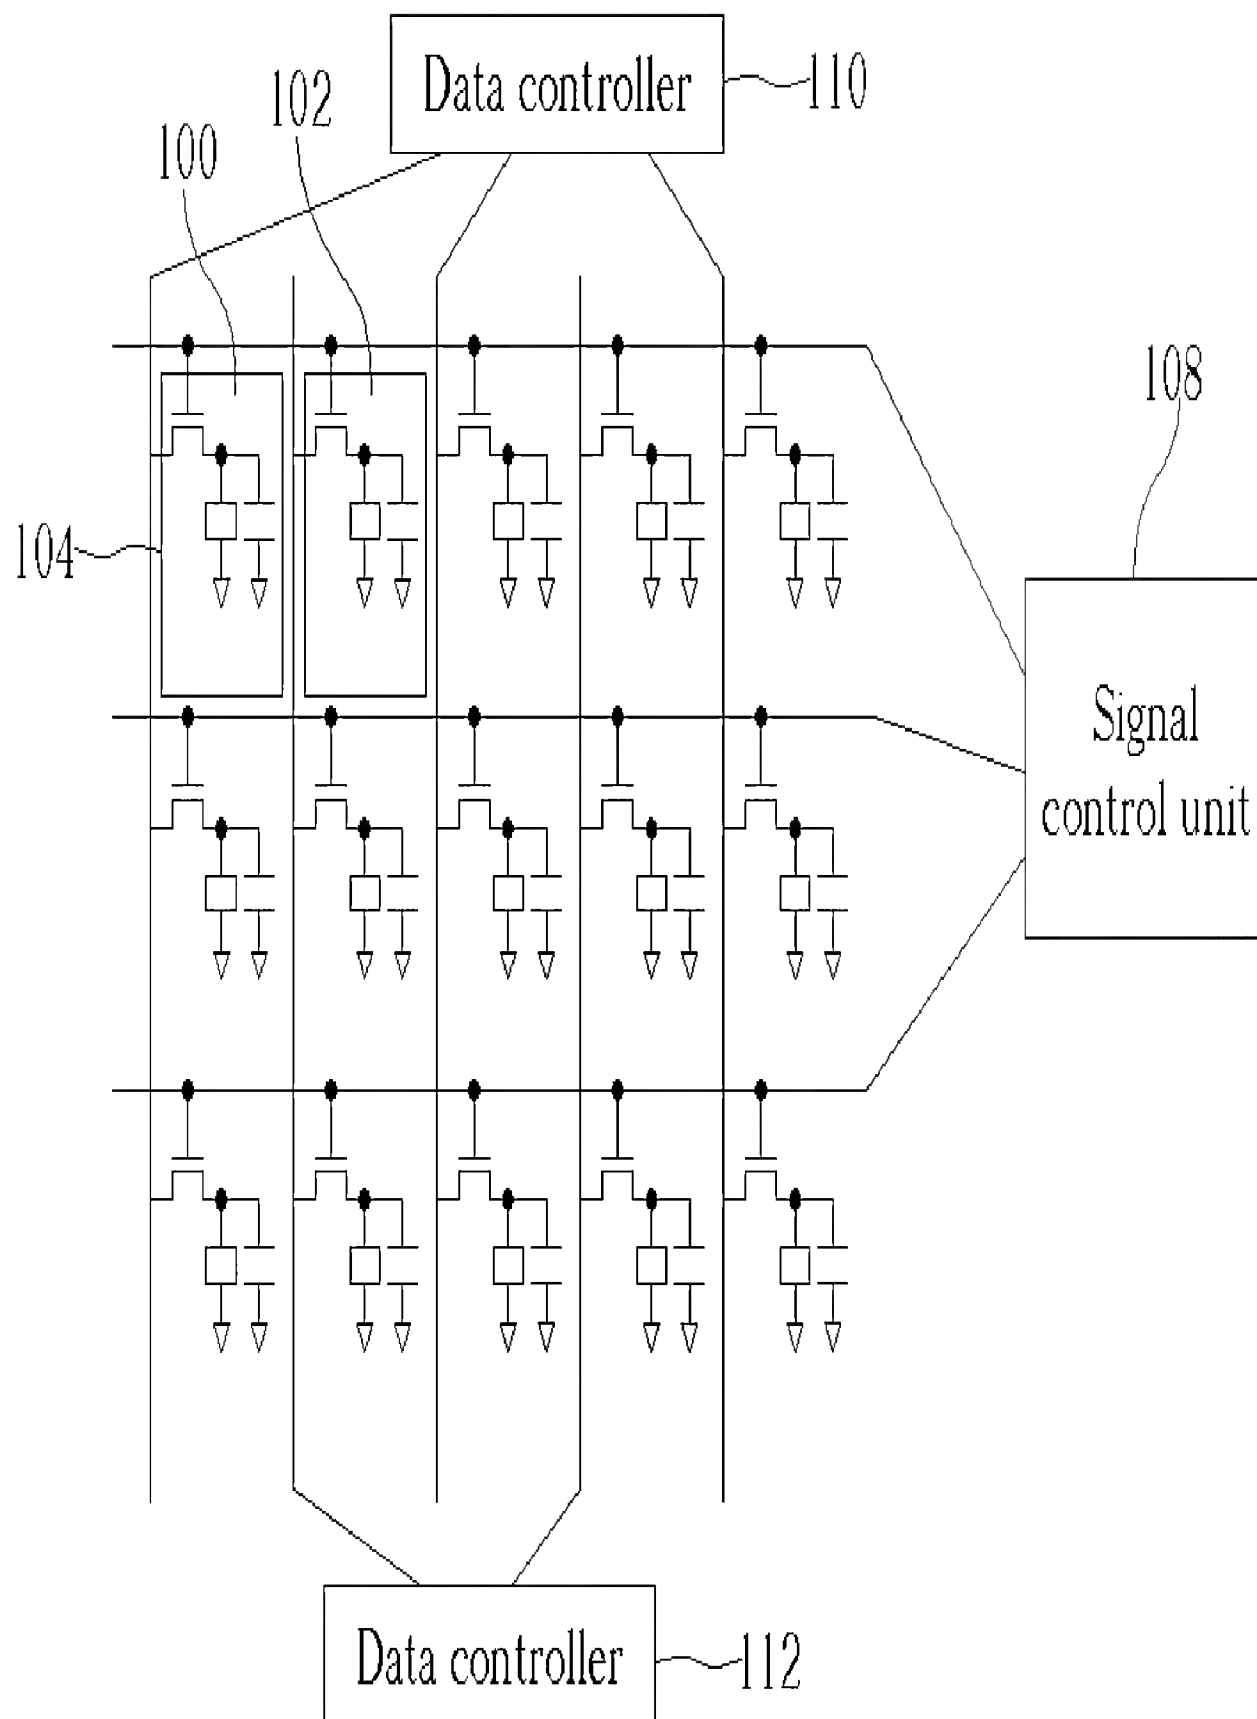 Data controller
110
102
100
108
104
Signal
control unit
Data controller
112